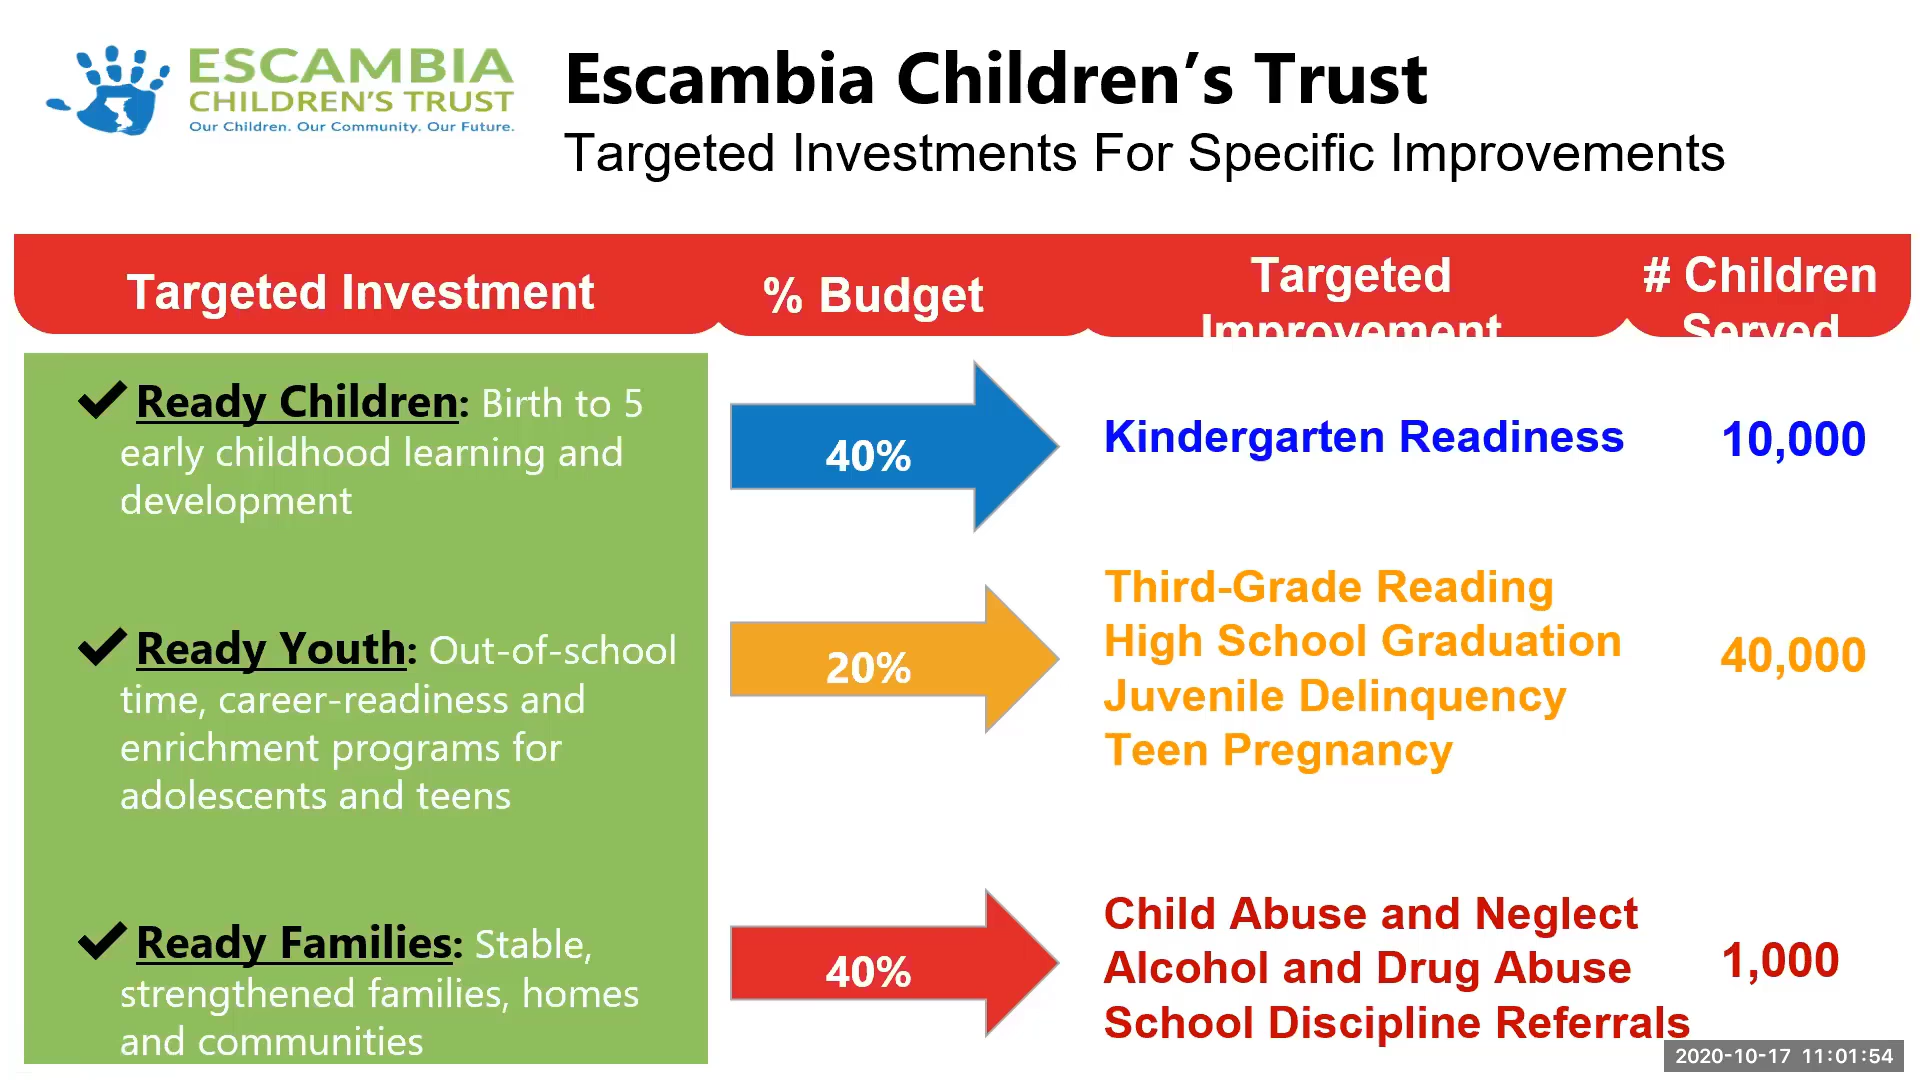 ESCAMBIA
CHILDREN'S TRUST
Our Children. Our Community. Our Future.
Escambia Children’s Trust
Targeted Investments For Specific Improvements
Targeted Investment
% Budget
Targeted
Improvement
# Children
Served
✔ Ready Children: Birth to 5
early childhood learning and
development
40%
Kindergarten Readiness
10,000
✔ Ready Youth: Out-of-school
time, career-readiness and
enrichment programs for
adolescents and teens
20%
Third-Grade Reading
High School Graduation
Juvenile Delinquency
Teen Pregnancy
40,000
✔ Ready Families: Stable,
strengthened families, homes
and communities
40%
Child Abuse and Neglect
Alcohol and Drug Abuse
School Discipline Referrals
1,000
2020-10-17 11:01:54